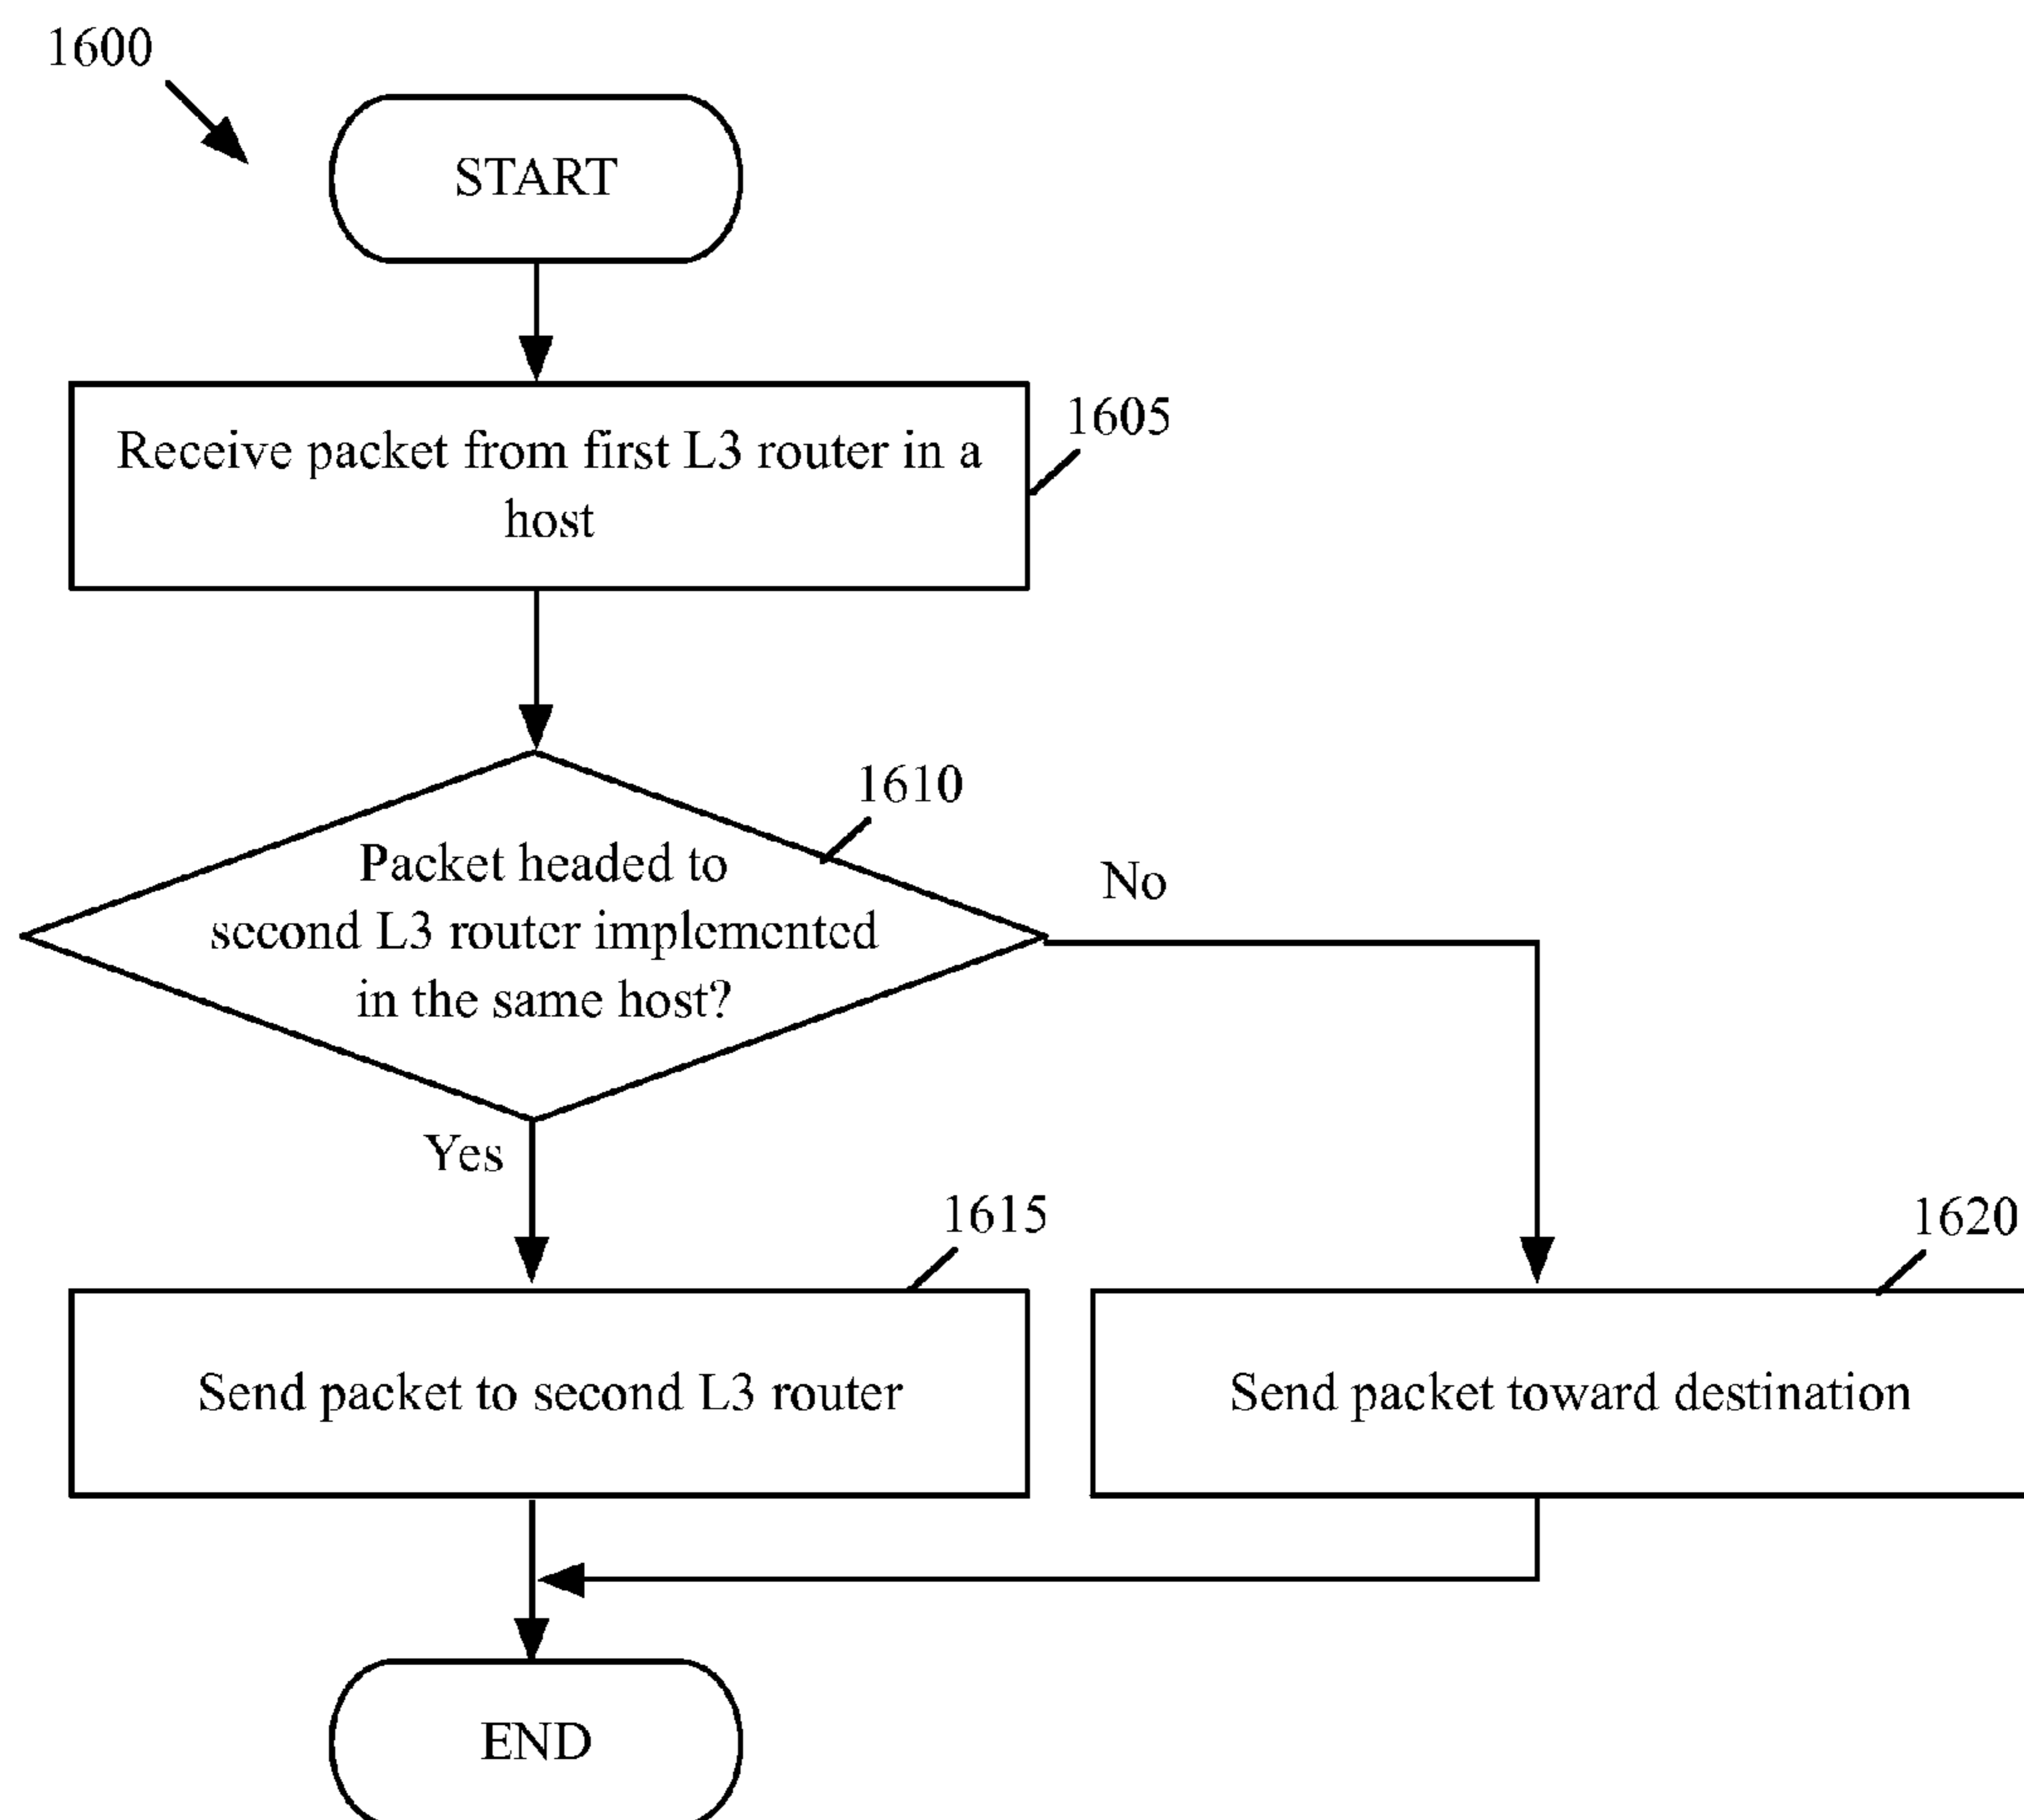 1600
START
1605
Receive packet from first L3 router in a
host
1610
Packet headed to
second L3 router implemented
in the same host?
No
Yes
1615
1620
Send packet to second L3 router
Send packet toward destination
END